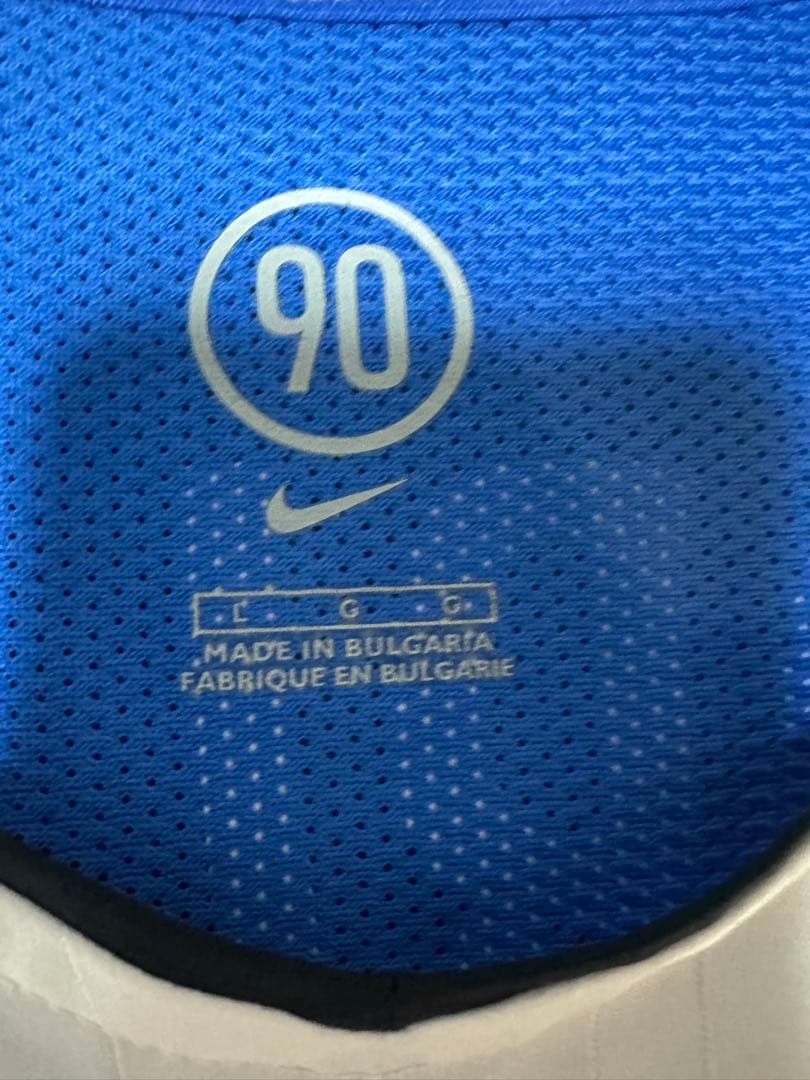 90
L G G
MADE IN BULGARIA
FABRIQUE EN BULGARIE